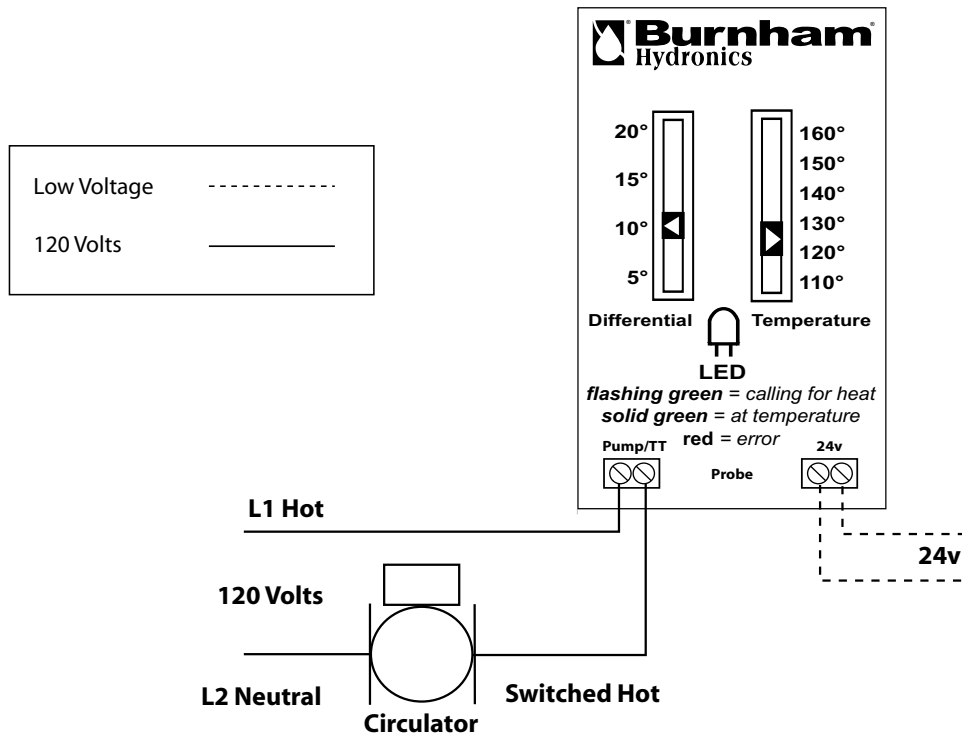 Burnham®
Hydronics
Low Voltage
120 Volts
20°
15°
10°
5°
160°
150°
140°
130°
120°
110°
Differential
Temperature
LED
flashing green = calling for heat
solid green = at temperature
red = error
Pump/TT
Probe
24v
L1 Hot
24v
120 Volts
L2 Neutral
Switched Hot
Circulator